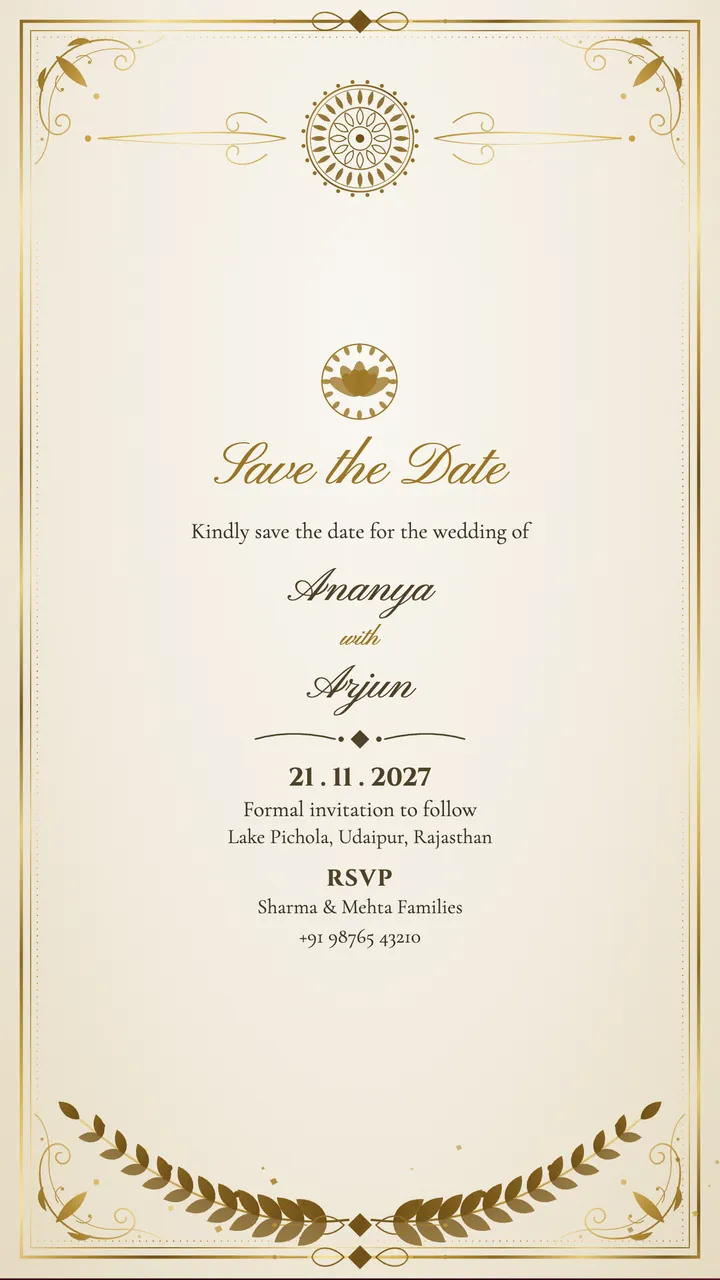 Save the Date
Kindly save the date for the wedding of
Ananya
with
Arjun
21 . 11 . 2027
Formal invitation to follow
Lake Pichola, Udaipur, Rajasthan
RSVP
Sharma & Mehta Families
+91 98765 43210